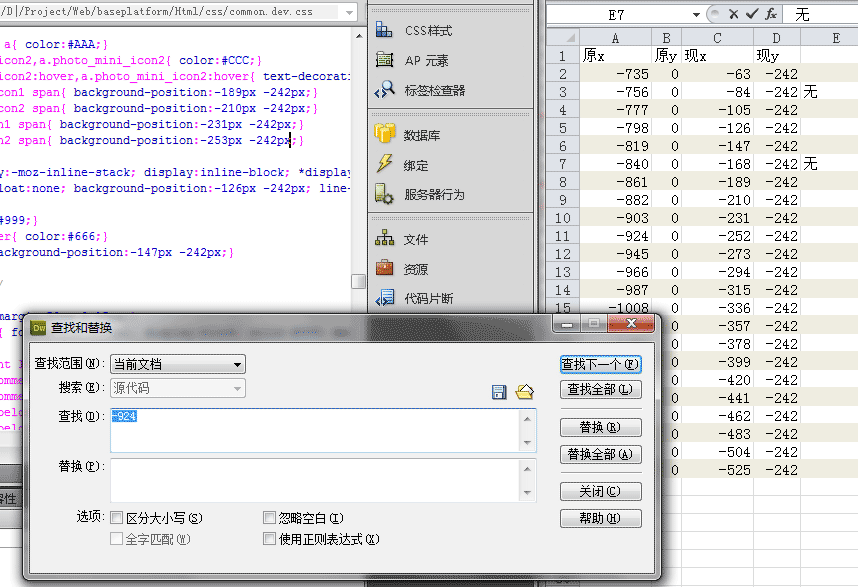 /D|/Project/Web/baseplatform/Html/css/common.dev.css
a{ color:#AAA;}
icon2,a.photo_mini_icon2{ color:#CCC;}
icon2:hover,a.photo_mini_icon2:hover{ text-decorati
con1 span{ background-position:-189px -242px;}
con2 span{ background-position:-210px -242px;}
n1 span{ background-position:-231px -242px;}
n2 span{ background-position:-253px -242px;}
y:-moz-inline-stack; display:inline-block; *display
loat:none; background-position:-126px -242px; line-
#999;}
er{ color:#666;}
ackground-position:-147px -242px;}
/
CSS样式
AP 元素
标签检查器
数据库
绑定
服务器行为
文件
资源
代码片断
E7 fx 无
A B C D E
1 原x 原y 现x 现y
2 -735 0 -63 -242
3 -756 0 -84 -242 无
4 -777 0 -105 -242
5 -798 0 -126 -242
6 -819 0 -147 -242
7 -840 0 -168 -242 无
8 -861 0 -189 -242
9 -882 0 -210 -242
10 -903 0 -231 -242
11 -924 0 -252 -242
12 -945 0 -273 -242
13 -966 0 -294 -242
14 -987 0 -315 -242
15 -1008 0 -336 -242
0 -357 -242
0 -378 -242
0 -399 -242
0 -420 -242
0 -441 -242
0 -462 -242
0 -483 -242
0 -504 -242
0 -525 -242
Dw 查找和替换
查找范围(N): 当前文档
搜索(E): 源代码
查找(D): -924
替换(P):
选项: 区分大小写(S) 忽略空白(I)
全字匹配(W) 使用正则表达式(X)
查找下一个(F)
查找全部(L)
替换(R)
替换全部(A)
关闭(C)
帮助(H)